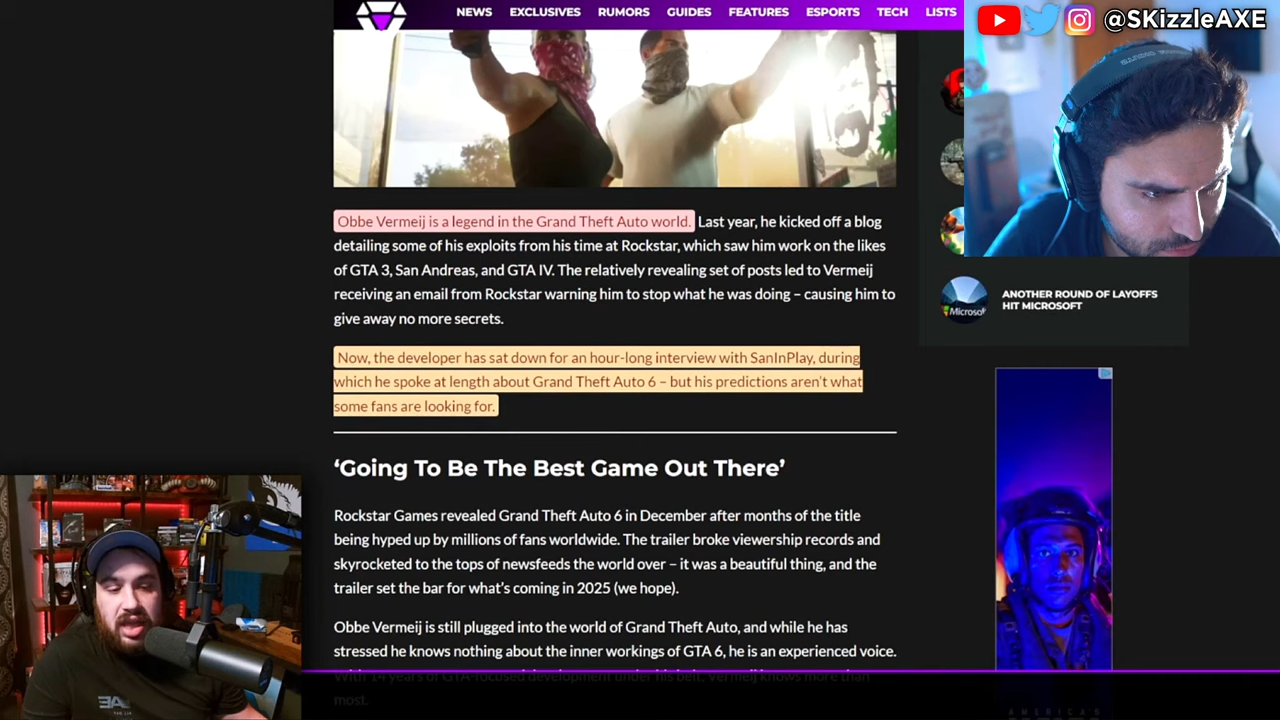 NEWS EXCLUSIVES RUMORS GUIDES FEATURES ESPORTS TECH LISTS
@SKizzleAXE
Obbe Vermeij is a legend in the Grand Theft Auto world. Last year, he kicked off a blog
detailing some of his exploits from his time at Rockstar, which saw him work on the likes
of GTA 3, San Andreas, and GTA IV. The relatively revealing set of posts led to Vermeij
receiving an email from Rockstar warning him to stop what he was doing – causing him to
give away no more secrets.
Now, the developer has sat down for an hour-long interview with SanInPlay, during
which he spoke at length about Grand Theft Auto 6 – but his predictions aren't what
some fans are looking for.
‘Going To Be The Best Game Out There’
Rockstar Games revealed Grand Theft Auto 6 in December after months of the title
being hyped up by millions of fans worldwide. The trailer broke viewership records and
skyrocketed to the tops of newsfeeds the world over – it was a beautiful thing, and the
trailer set the bar for what's coming in 2025 (we hope).
Obbe Vermeij is still plugged into the world of Grand Theft Auto, and while he has
stressed he knows nothing about the inner workings of GTA 6, he is an experienced voice.
With 14 years of GTA-focused development under his belt, Vermeij knows more than
most.
Microsof
ANOTHER ROUND OF LAYOFFS
HIT MICROSOFT